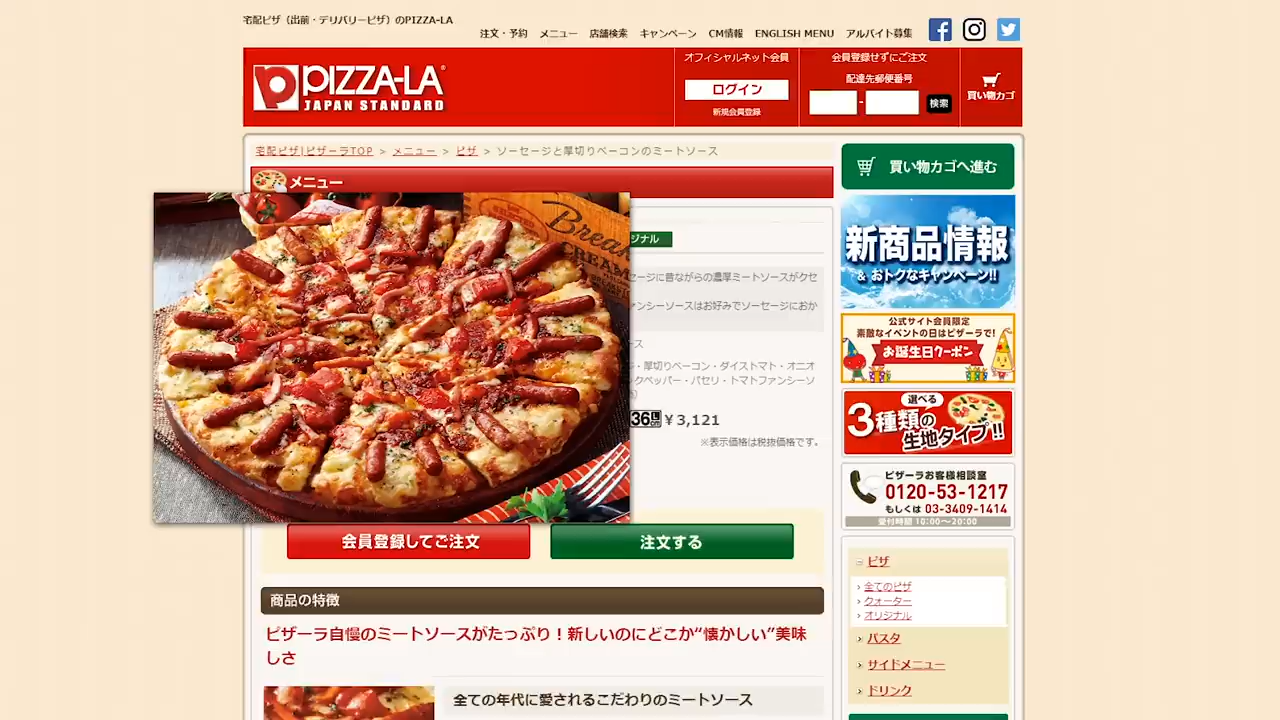 宅配ピザ（出前・デリバリーピザ）のPIZZA-LA
注文・予約 メニュー 店舗検索 キャンペーン CM情報 ENGLISH MENU アルバイト募集
PIZZA-LA
JAPAN STANDARD
オフィシャルネット会員
ログイン
新規会員登録
会員登録せずにご注文
配達先郵便番号
-
検索
買い物カゴ
宅配ピザ|ピザーラTOP > メニュー > ピザ > ソーセージと厚切りベーコンのミートソース
メニュー
ジナル
セージに昔ながらの濃厚ミートソースがクセ
ァンシーソースはお好みでソーセージにおか
ース
・厚切りベーコン・ダイストマト・オニオ
ックペッパー・パセリ・トマトファンシーソ
36 ￥3,121
※表示価格は税抜価格です。
会員登録してご注文
注文する
商品の特徴
ピザーラ自慢のミートソースがたっぷり！新しいのにどこか“懐かしい”美味
しさ
全ての年代に愛されるこだわりのミートソース
買い物カゴへ進む
新商品情報
& おトクなキャンペーン!!
公式サイト会員限定
素敵なイベントの日はピザーラで!
お誕生日クーポン
選べる
3種類の
生地タイプ!!
ピザーラお客様相談室
0120-53-1217
もしくは 03-3409-1414
受付時間 10:00〜20:00
ピザ
全てのピザ
クォーター
オリジナル
パスタ
サイドメニュー
ドリンク